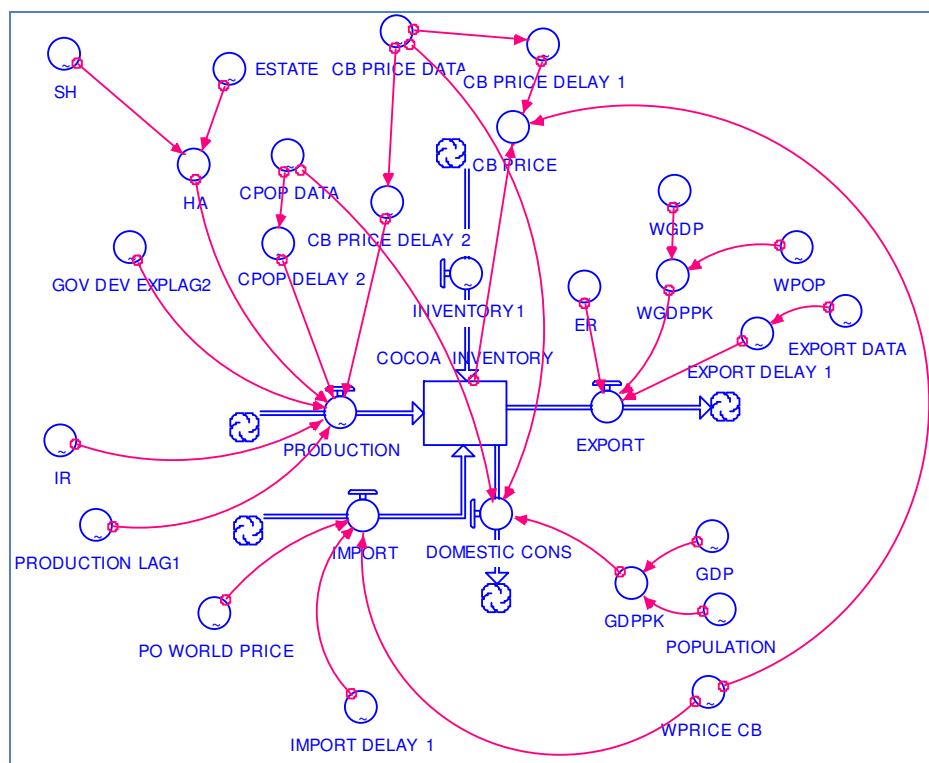 ESTATE
CB PRICE DATA
SH
CB PRICE DELAY 1
CB PRICE
HA
CPOP DATA
WGDP
CB PRICE DELAY 2
GOV DEV EXPLAG2
CPOP DELAY 2
WPOP
INVENTORY1
WGDPPK
ER
EXPORT DATA
COCOA INVENTORY
EXPORT DELAY 1
PRODUCTION
EXPORT
IR
PRODUCTION LAG1
IMPORT
DOMESTIC CONS
GDP
GDPPK
PO WORLD PRICE
POPULATION
WPRICE CB
IMPORT DELAY 1